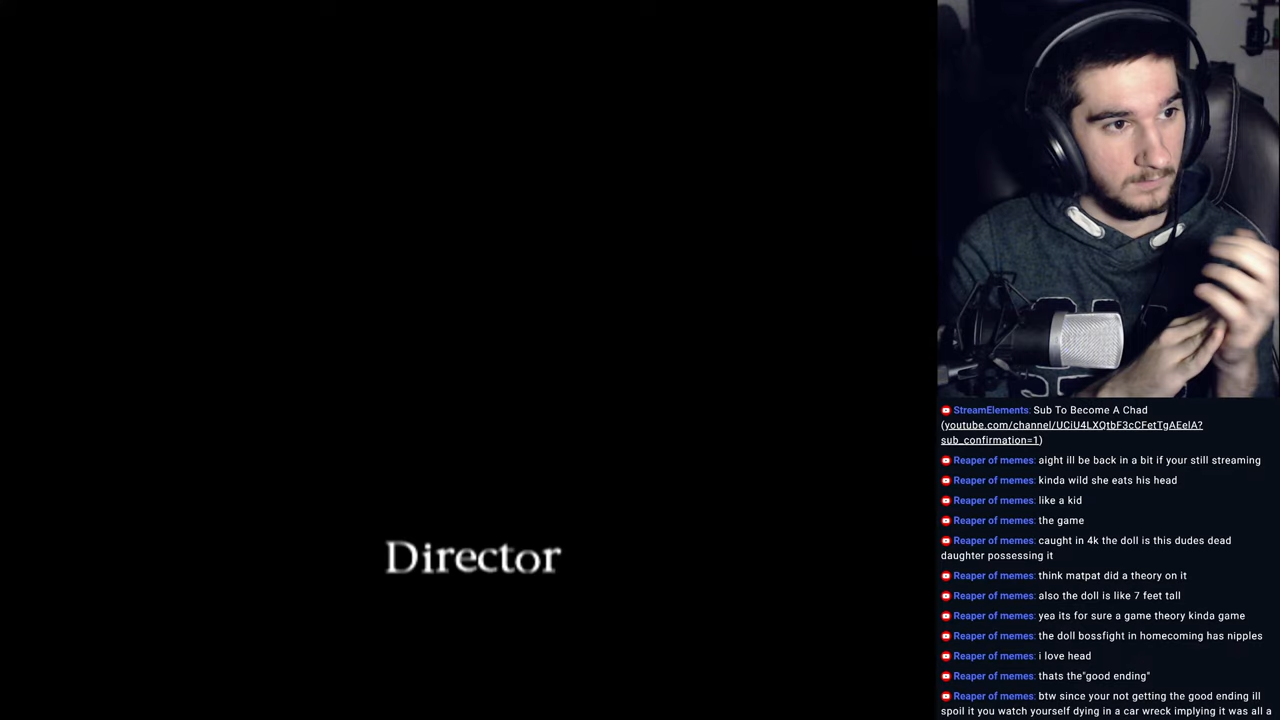 Director
StreamElements: Sub To Become A Chad
(youtube.com/channel/UCiU4LXQtbF3cCFetTgAEeIA?
sub_confirmation=1)
Reaper of memes: aight ill be back in a bit if your still streaming
Reaper of memes: kinda wild she eats his head
Reaper of memes: like a kid
Reaper of memes: the game
Reaper of memes: caught in 4k the doll is this dudes dead
daughter possessing it
Reaper of memes: think matpat did a theory on it
Reaper of memes: also the doll is like 7 feet tall
Reaper of memes: yea its for sure a game theory kinda game
Reaper of memes: the doll bossfight in homecoming has nipples
Reaper of memes: i love head
Reaper of memes: thats the"good ending"
Reaper of memes: btw since your not getting the good ending ill
spoil it you watch yourself dying in a car wreck implying it was all a